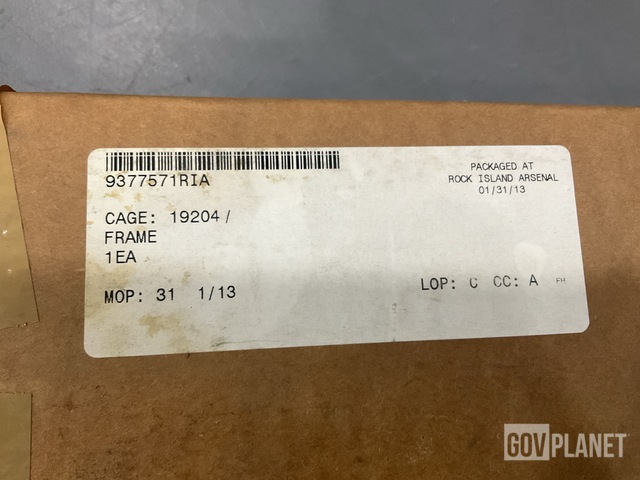 9377571RIA
PACKAGED AT
ROCK ISLAND ARSENAL
01/31/13
CAGE: 19204/
FRAME
1EA
MOP: 31 1/13
LOP: C CC: A FH
GOVPLANET